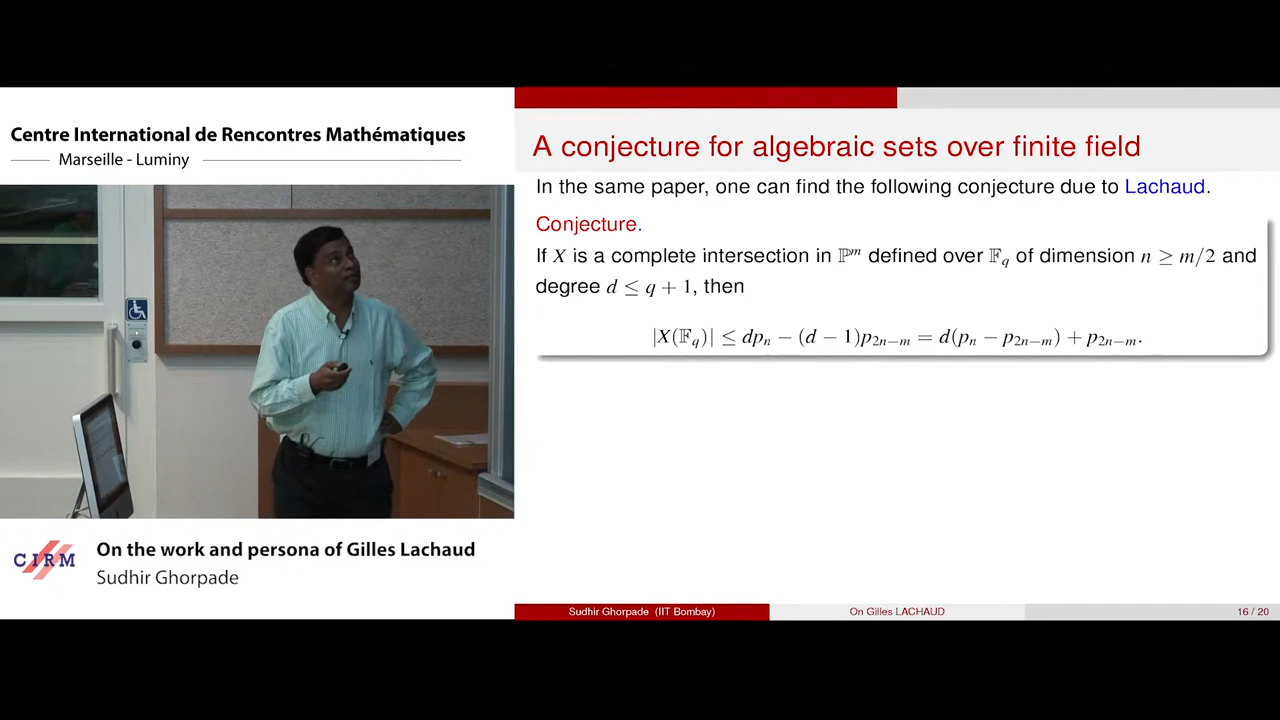 Centre International de Rencontres Mathématiques
Marseille - Luminy
A conjecture for algebraic sets over finite field
In the same paper, one can find the following conjecture due to Lachaud.
Conjecture.
If X is a complete intersection in ℙᵐ defined over 𝔽_q of dimension n ≥ m/2 and
degree d ≤ q + 1, then
|X(𝔽_q)| ≤ dp_n − (d − 1)p_{2n−m} = d(p_n − p_{2n−m}) + p_{2n−m}.
CIRM
On the work and persona of Gilles Lachaud
Sudhir Ghorpade
Sudhir Ghorpade (IIT Bombay)
On Gilles LACHAUD
16 / 20